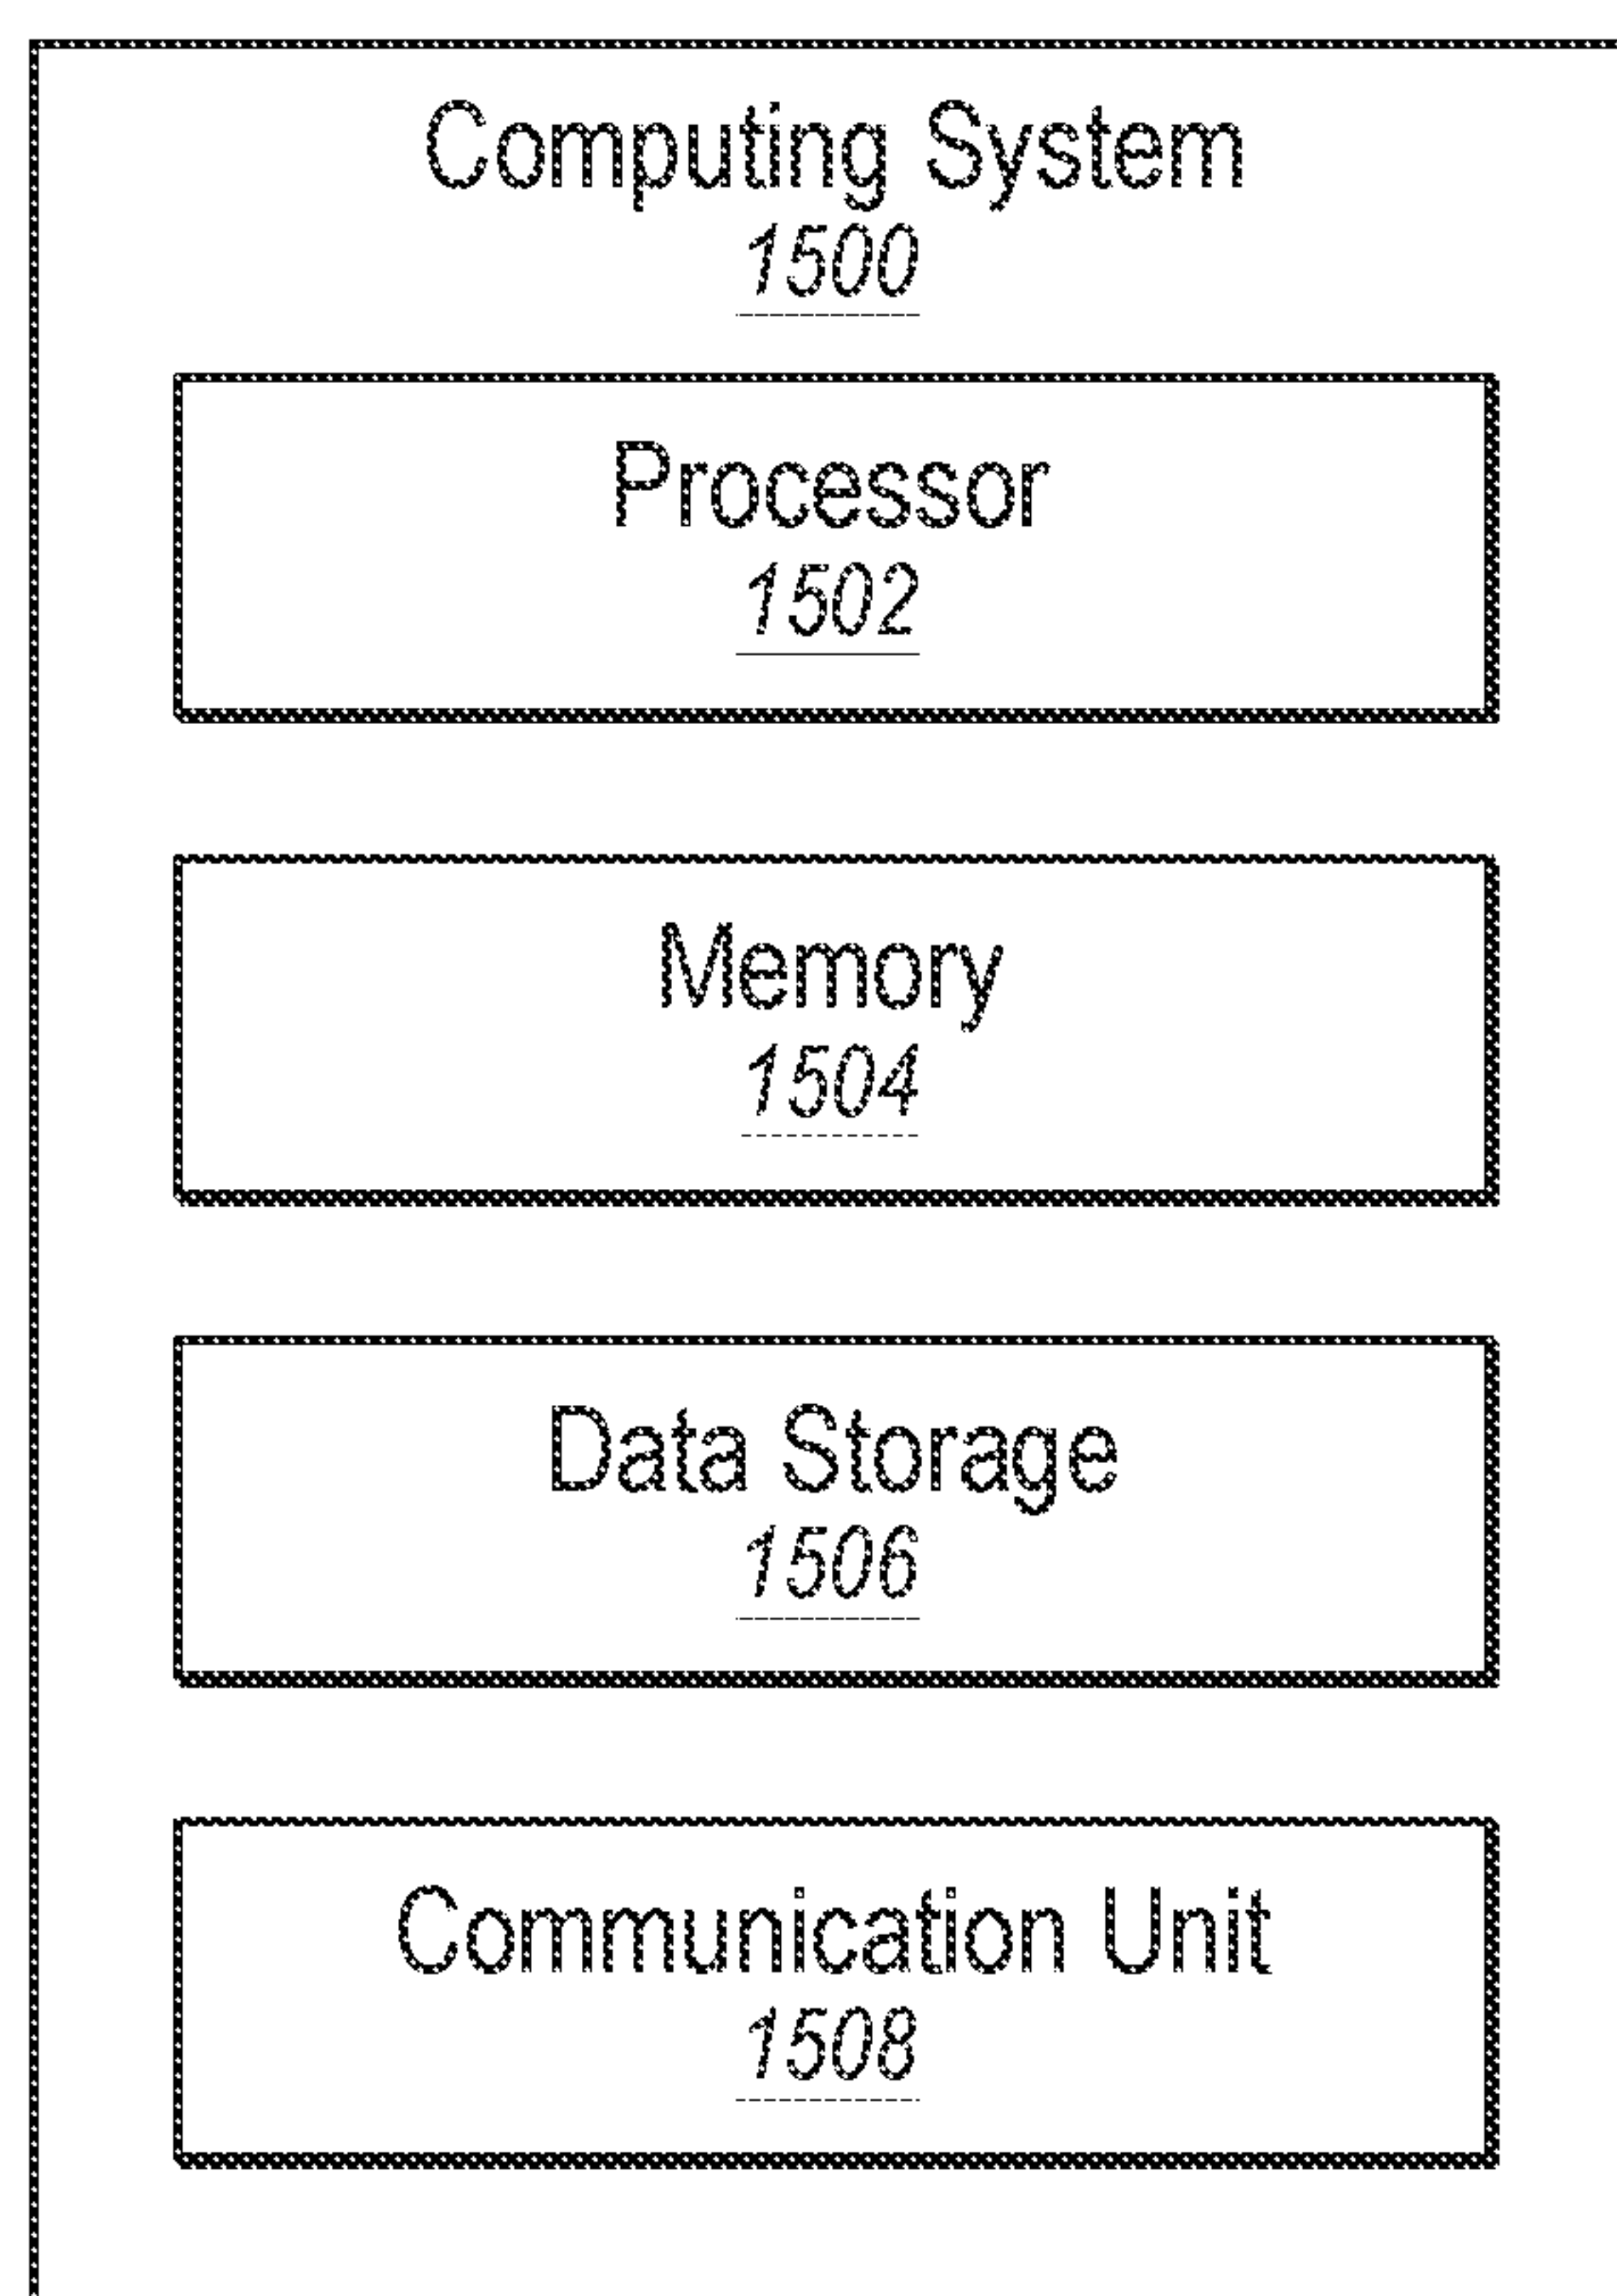 Computing System
1500
Processor
1502
Memory
1504
Data Storage
1506
Communication Unit
1508